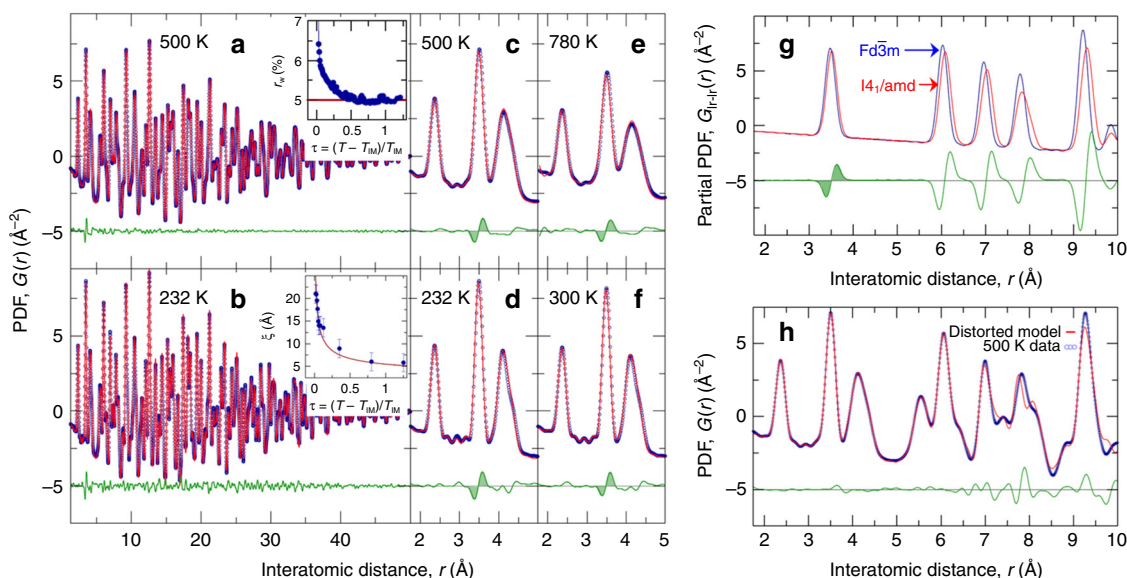 500 K
a
7
6
5
4
r_w (%)
0
0.5
1
τ = (T – T_IM)/T_IM
500 K
c
780 K
e
5
0
–5
232 K
b
20
15
10
5
ξ (Å)
0
0.5
1
τ = (T – T_IM)/T_IM
232 K
d
300 K
f
5
0
–5
PDF, G(r) (Å⁻²)
10 20 30 40
2 3 4
2 3 4 5
Interatomic distance, r (Å)
g
Fd3̅m
I4₁/amd
5
0
–5
Partial PDF, G_Ir-Ir(r) (Å⁻²)
2 3 4 5 6 7 8 9 10
Interatomic distance, r (Å)
h
Distorted model
500 K data
5
0
–5
PDF, G(r) (Å⁻²)
2 3 4 5 6 7 8 9 10
Interatomic distance, r (Å)